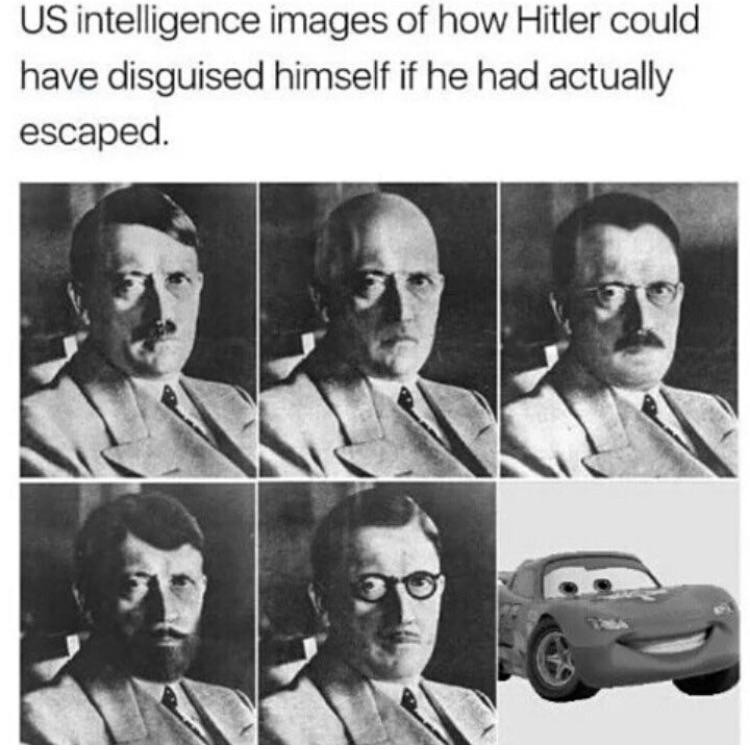 US intelligence images of how Hitler could
have disguised himself if he had actually
escaped.